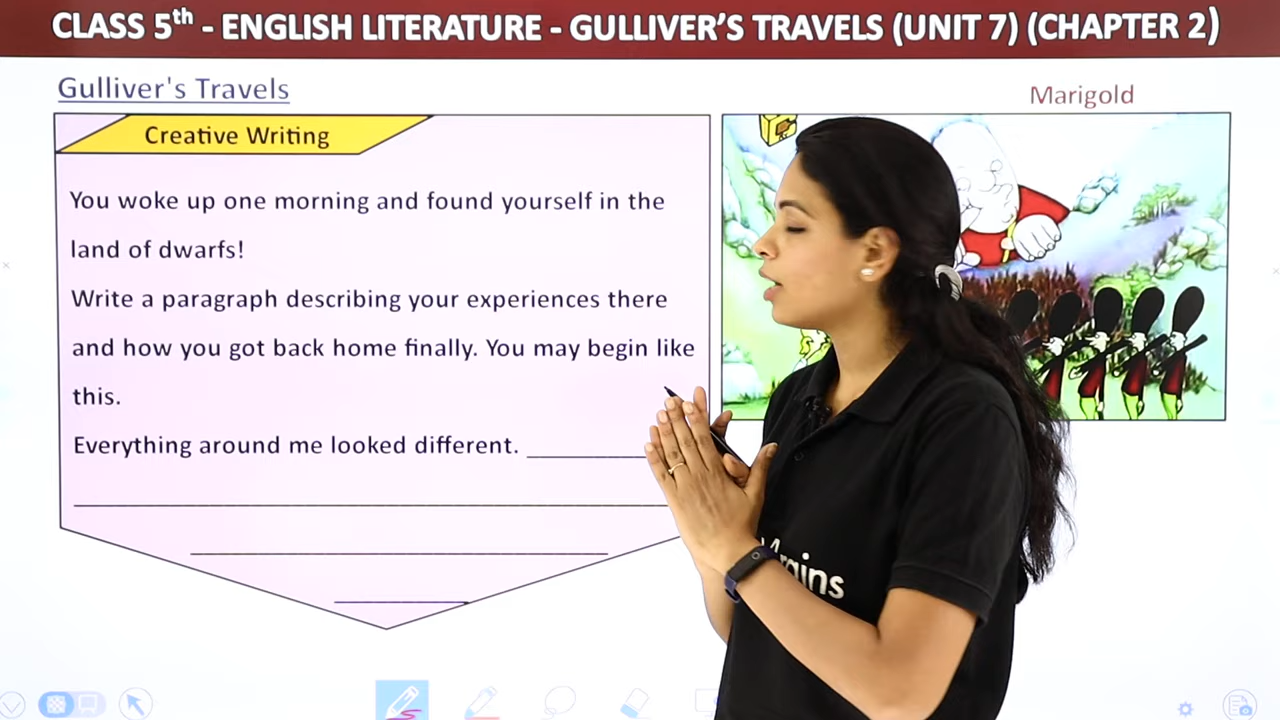 CLASS 5th - ENGLISH LITERATURE - GULLIVER'S TRAVELS (UNIT 7) (CHAPTER 2)
Gulliver's Travels
Marigold
Creative Writing
You woke up one morning and found yourself in the
land of dwarfs!
Write a paragraph describing your experiences there
and how you got back home finally. You may begin like
this.
Everything around me looked different.